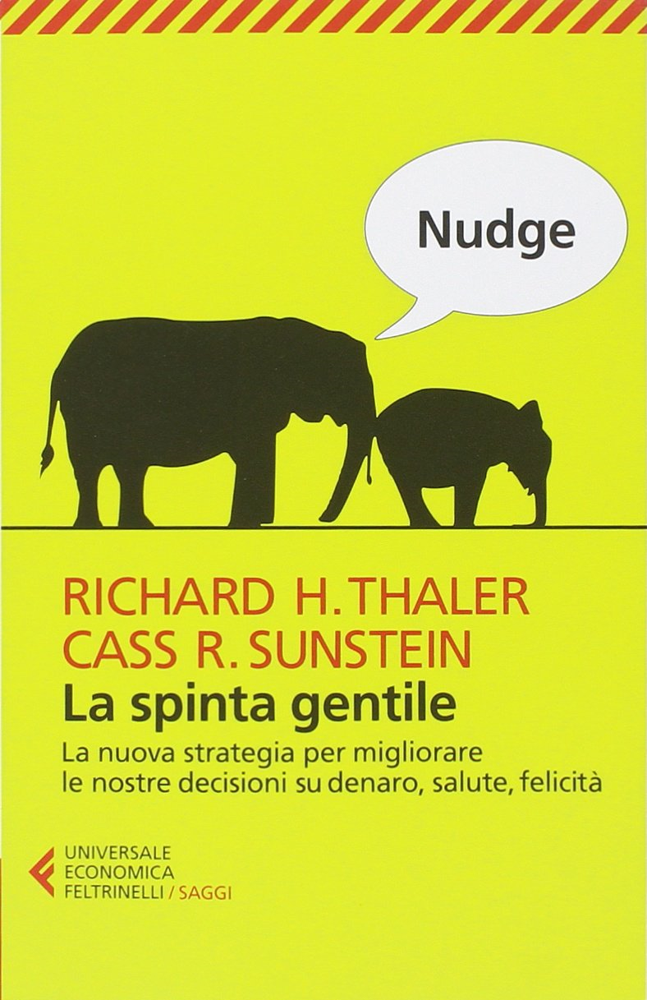 Nudge
RICHARD H. THALER
CASS R. SUNSTEIN
La spinta gentile
La nuova strategia per migliorare
le nostre decisioni su denaro, salute, felicità
UNIVERSALE
ECONOMICA
FELTRINELLI / SAGGI